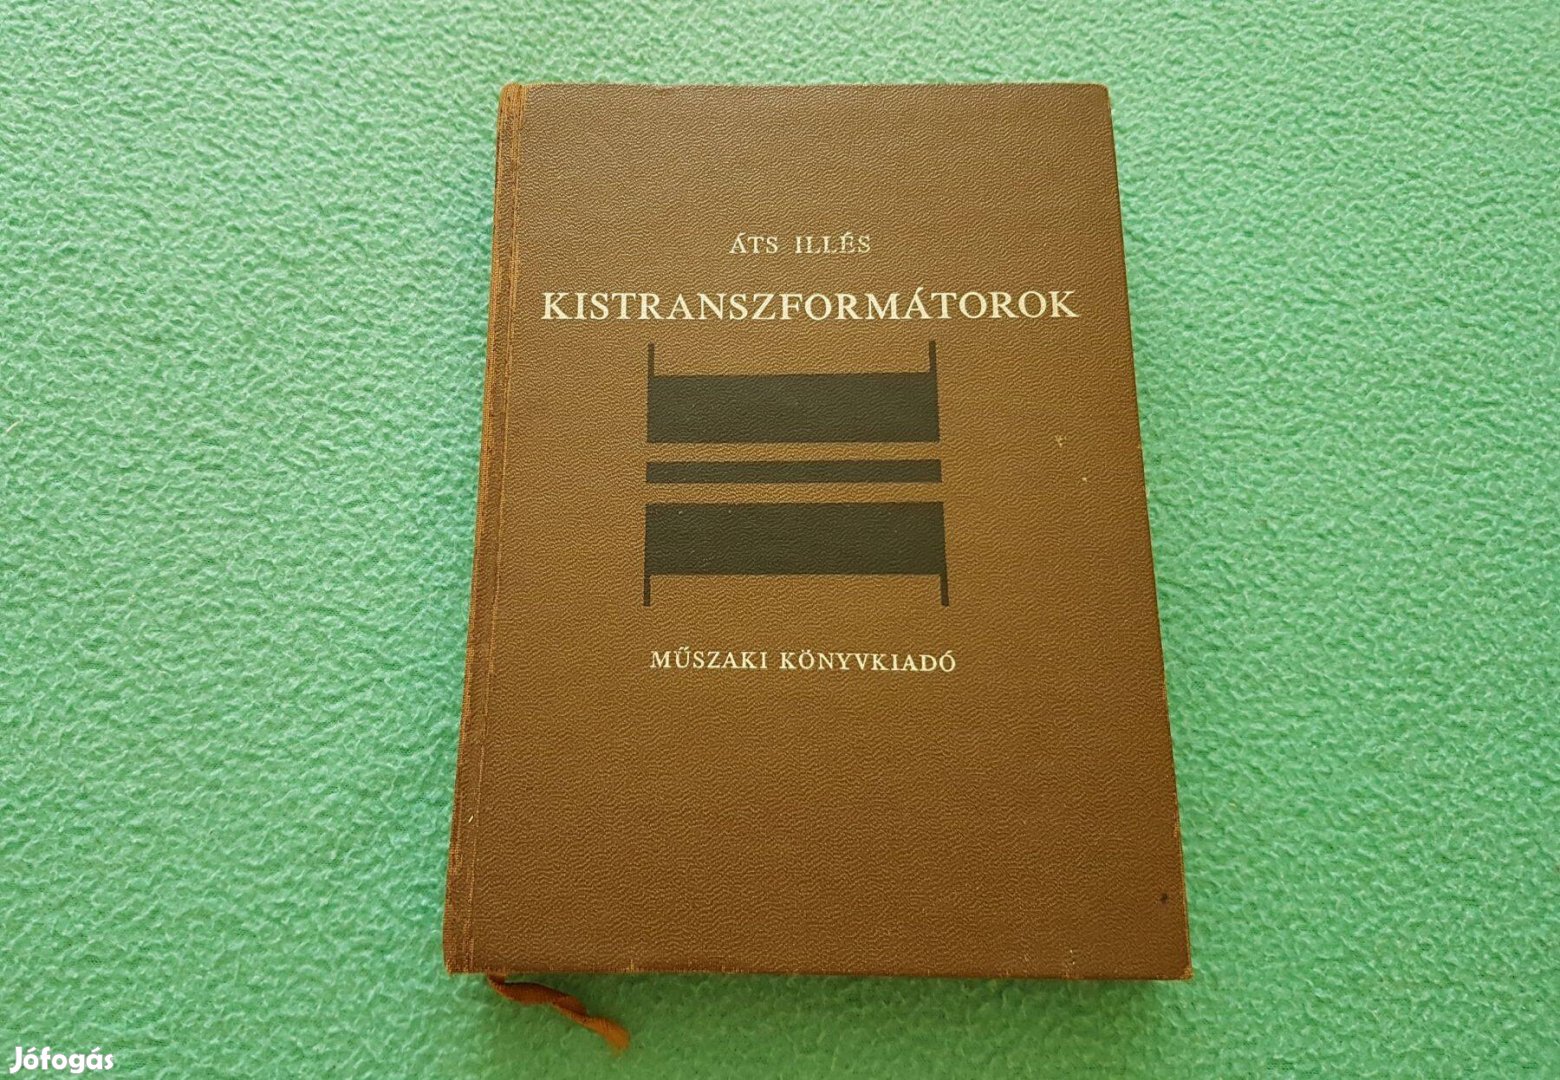 ÁTS ILLÉS
KISTRANSZFORMÁTOROK
MŰSZAKI KÖNYVKIADÓ
Jófogás